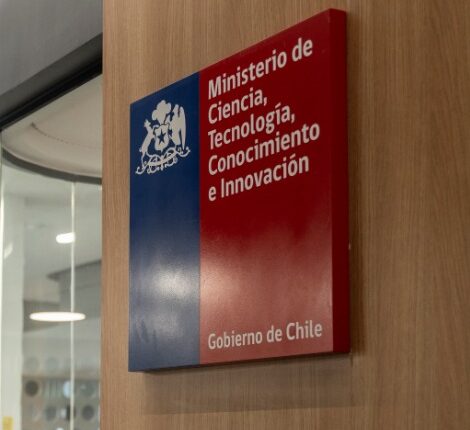 Ministerio de
Ciencia,
Tecnología,
Conocimiento
e Innovación
Gobierno de Chile